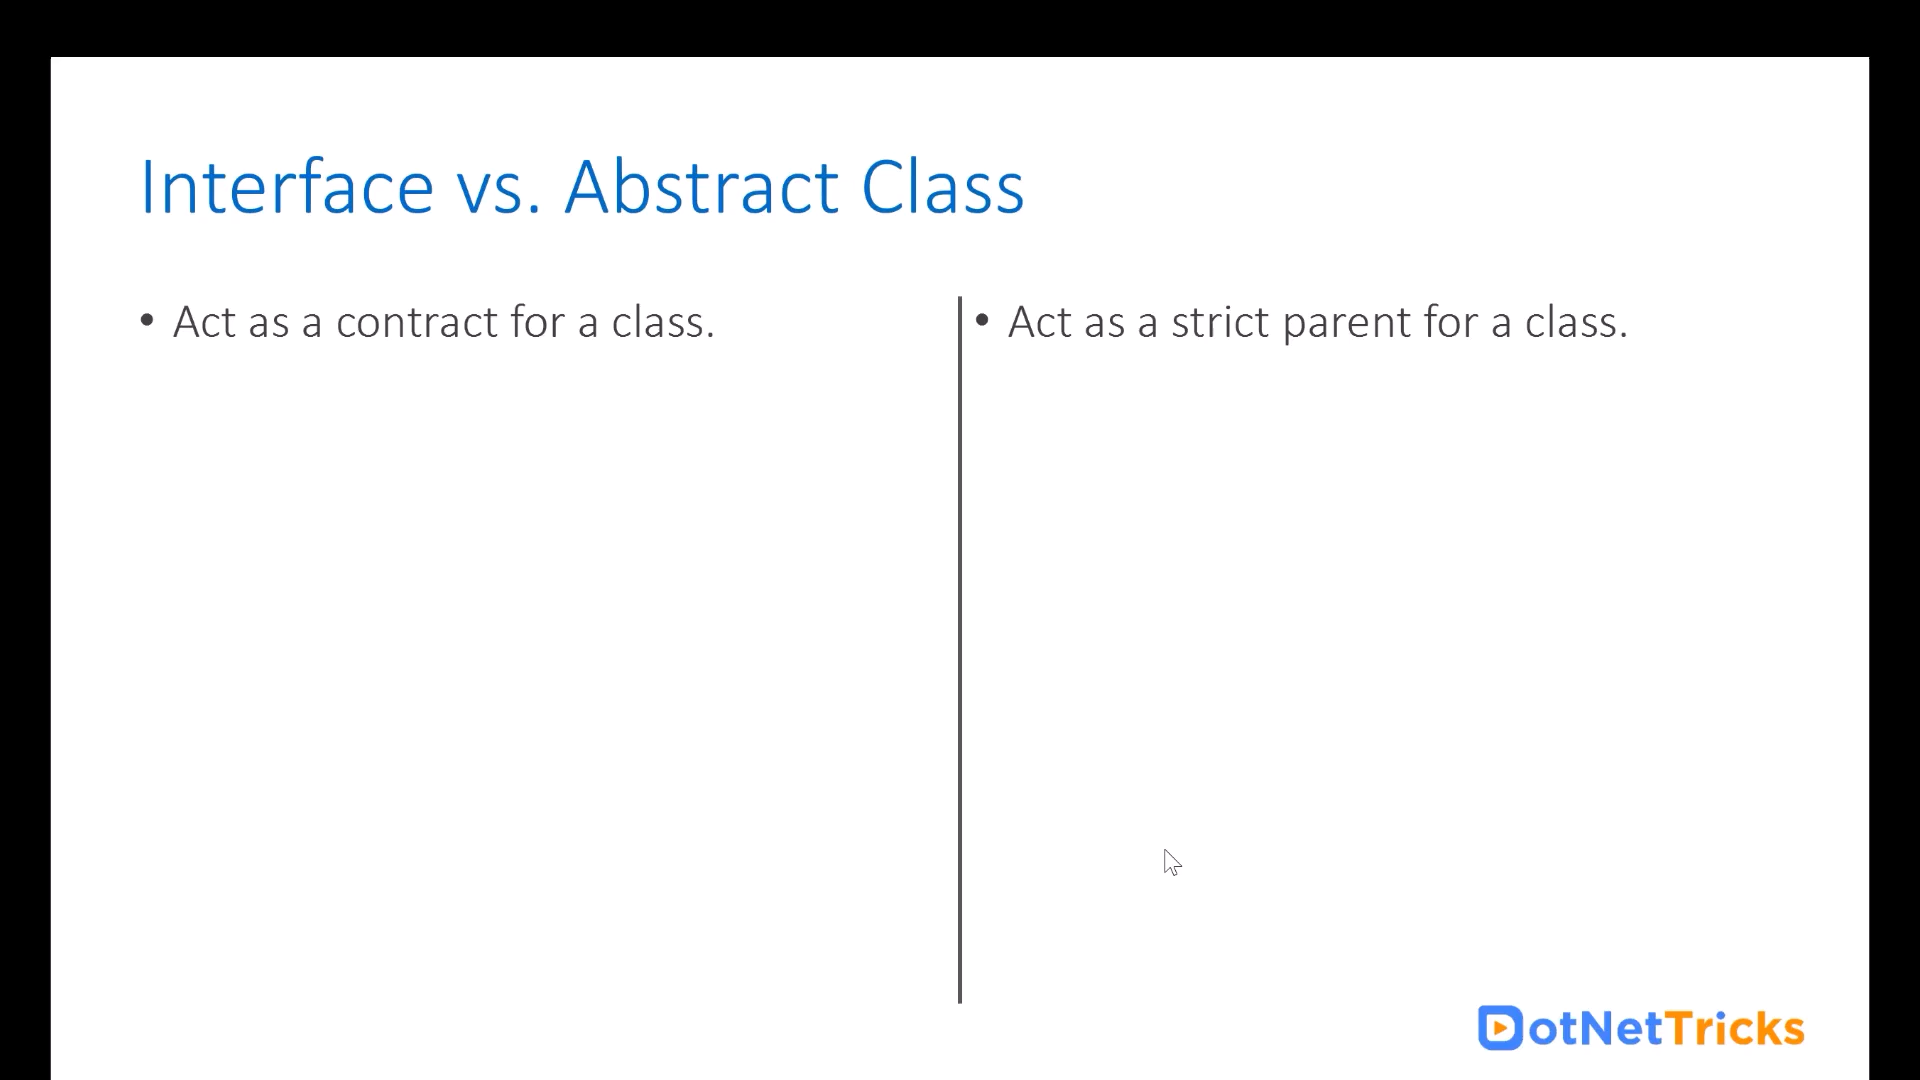 Interface vs. Abstract Class
• Act as a contract for a class.
• Act as a strict parent for a class.
DotNetTricks